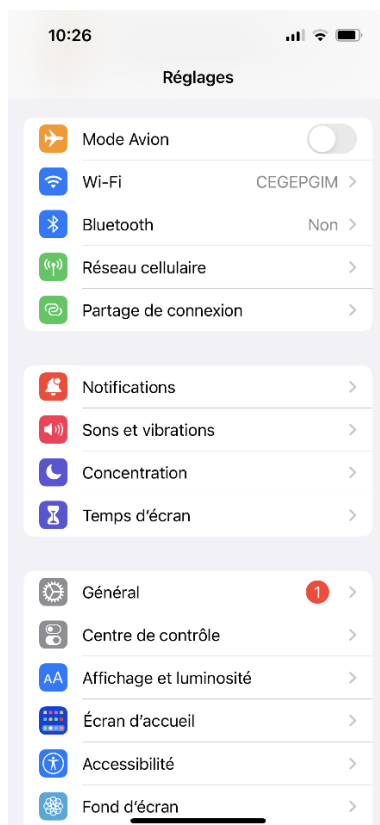 10:26
Réglages
Mode Avion
Wi-Fi CEGEPGIM
Bluetooth Non
Réseau cellulaire
Partage de connexion
Notifications
Sons et vibrations
Concentration
Temps d'écran
Général 1
Centre de contrôle
AA Affichage et luminosité
Écran d'accueil
Accessibilité
Fond d'écran